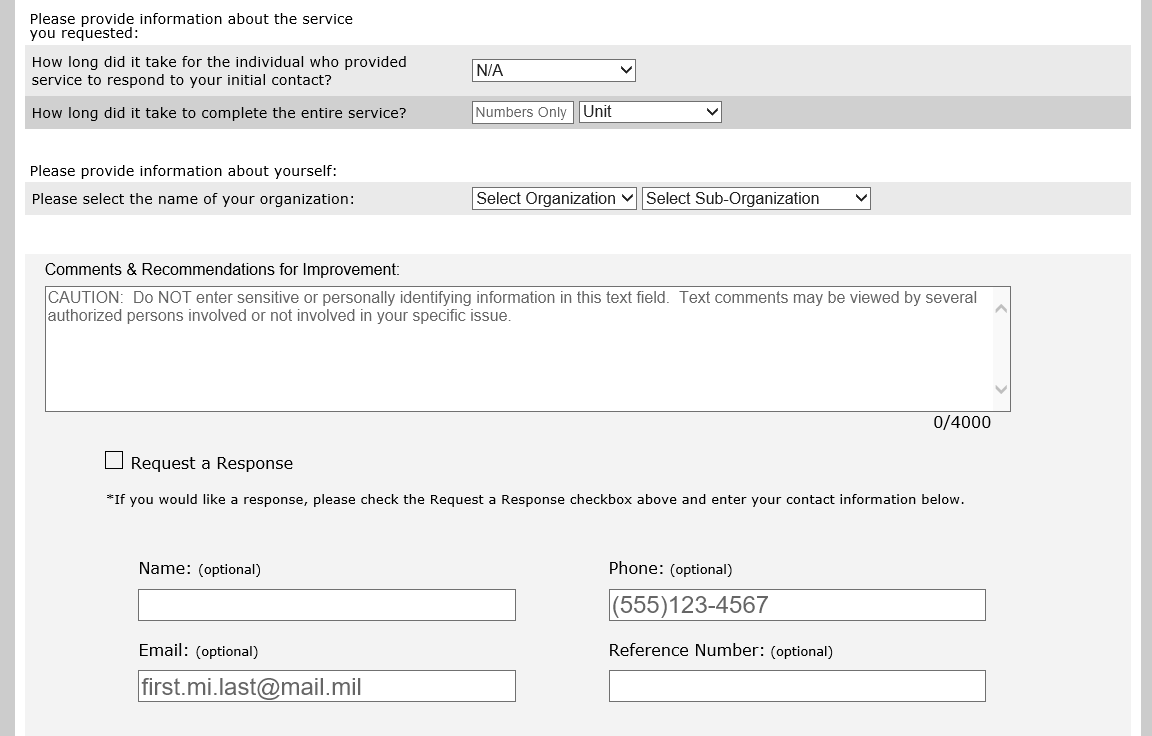 Please provide information about the service
you requested:
How long did it take for the individual who provided
service to respond to your initial contact?
N/A
How long did it take to complete the entire service?
Numbers Only
Unit
Please provide information about yourself:
Please select the name of your organization:
Select Organization
Select Sub-Organization
Comments & Recommendations for Improvement:
CAUTION:  Do NOT enter sensitive or personally identifying information in this text field.  Text comments may be viewed by several
authorized persons involved or not involved in your specific issue.
0/4000
Request a Response
*If you would like a response, please check the Request a Response checkbox above and enter your contact information below.
Name: (optional)
Phone: (optional)
(555)123-4567
Email: (optional)
Reference Number: (optional)
first.mi.last@mail.mil